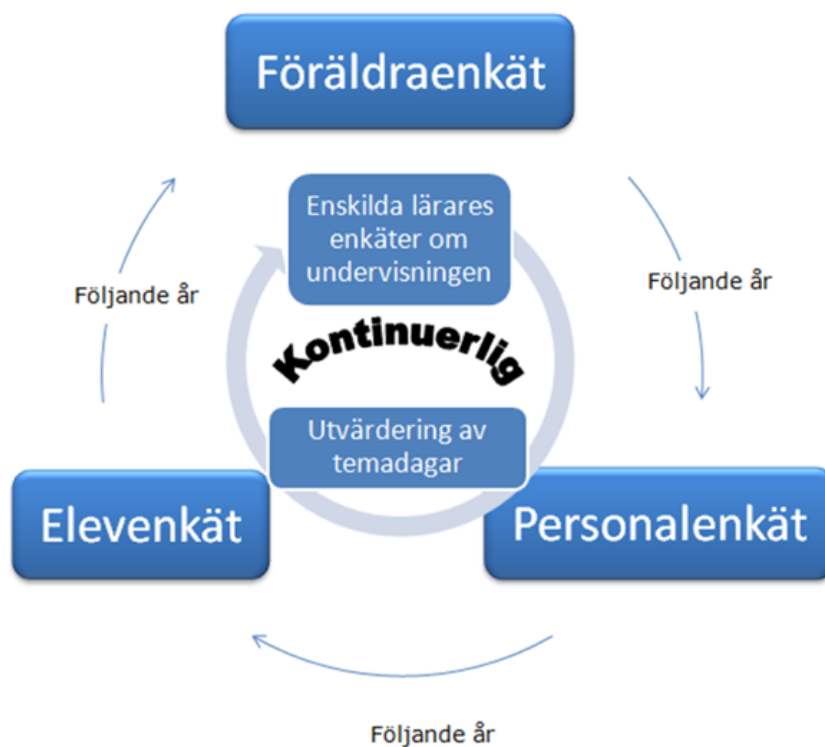 Föräldraenkät
Enskilda lärares
enkäter om
undervisningen
Följande år
Följande år
Kontinuerlig
Utvärdering av
temadagar
Elevenkät
Personalenkät
Följande år